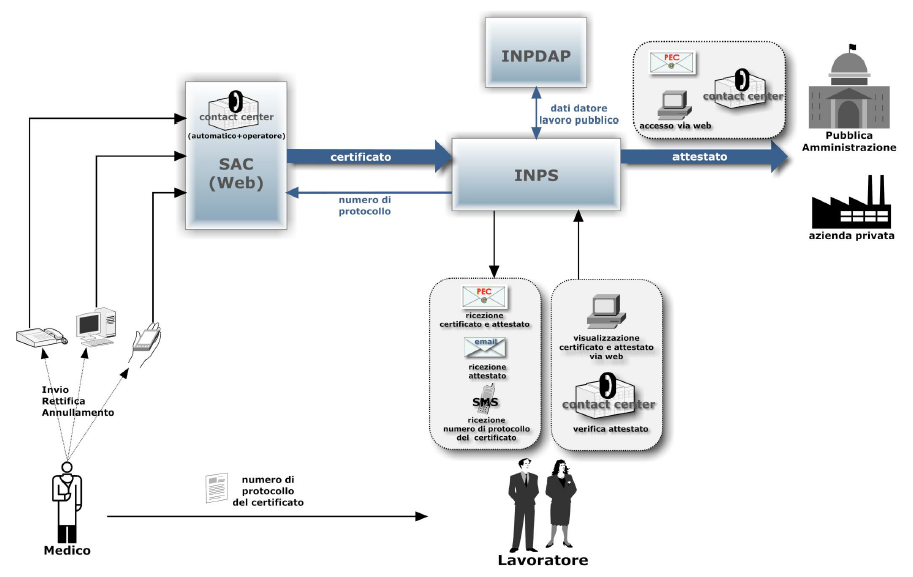 INPDAP
PEC
contact center
accesso via web
Pubblica
Amministrazione
contact center
(automatico+operatore)
SAC
(Web)
certificato
dati datore
lavoro pubblico
INPS
attestato
numero di
protocollo
azienda privata
PEC
ricezione
certificato e attestato
email
ricezione
attestato
SMS
ricezione
numero di protocollo
del certificato
visualizzazione
certificato e attestato
via web
contact center
verifica attestato
Invio
Rettifica
Annullamento
numero di
protocollo
del certificato
Medico
Lavoratore